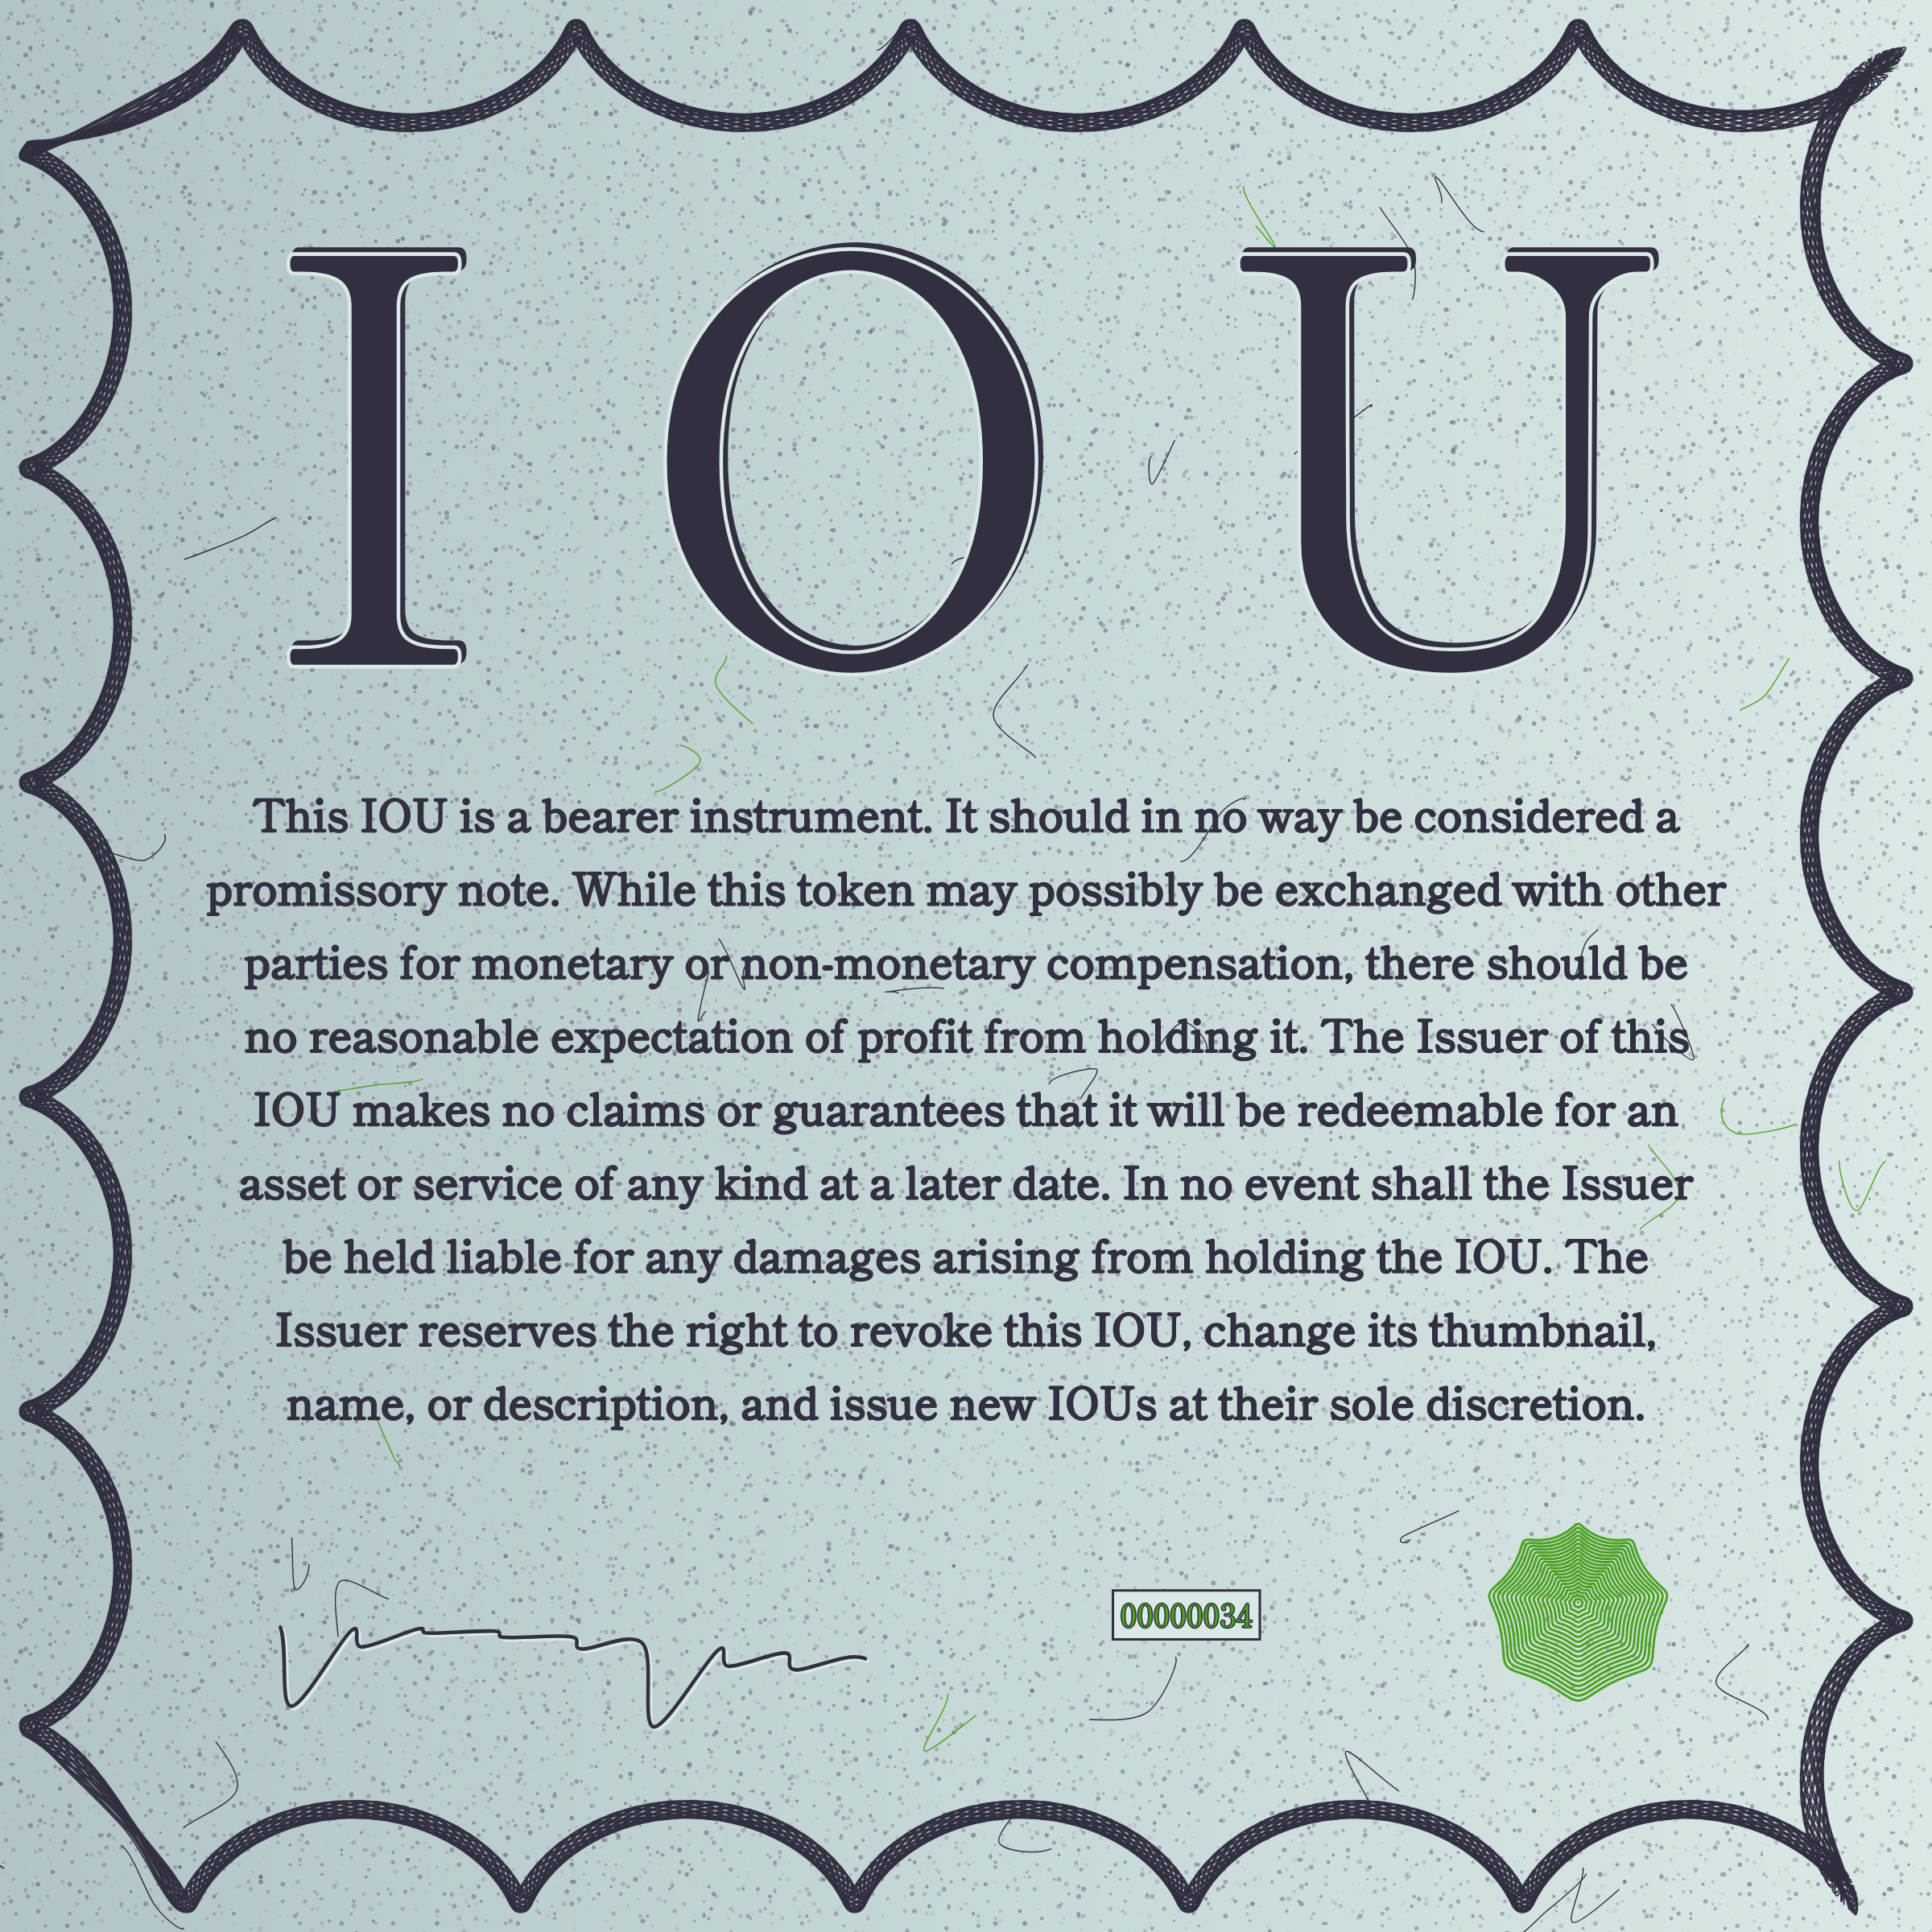 I O U
This IOU is a bearer instrument. It should in no way be considered a
promissory note. While this token may possibly be exchanged with other
parties for monetary or non-monetary compensation, there should be
no reasonable expectation of profit from holding it. The Issuer of this
IOU makes no claims or guarantees that it will be redeemable for an
asset or service of any kind at a later date. In no event shall the Issuer
be held liable for any damages arising from holding the IOU. The
Issuer reserves the right to revoke this IOU, change its thumbnail,
name, or description, and issue new IOUs at their sole discretion.
00000034